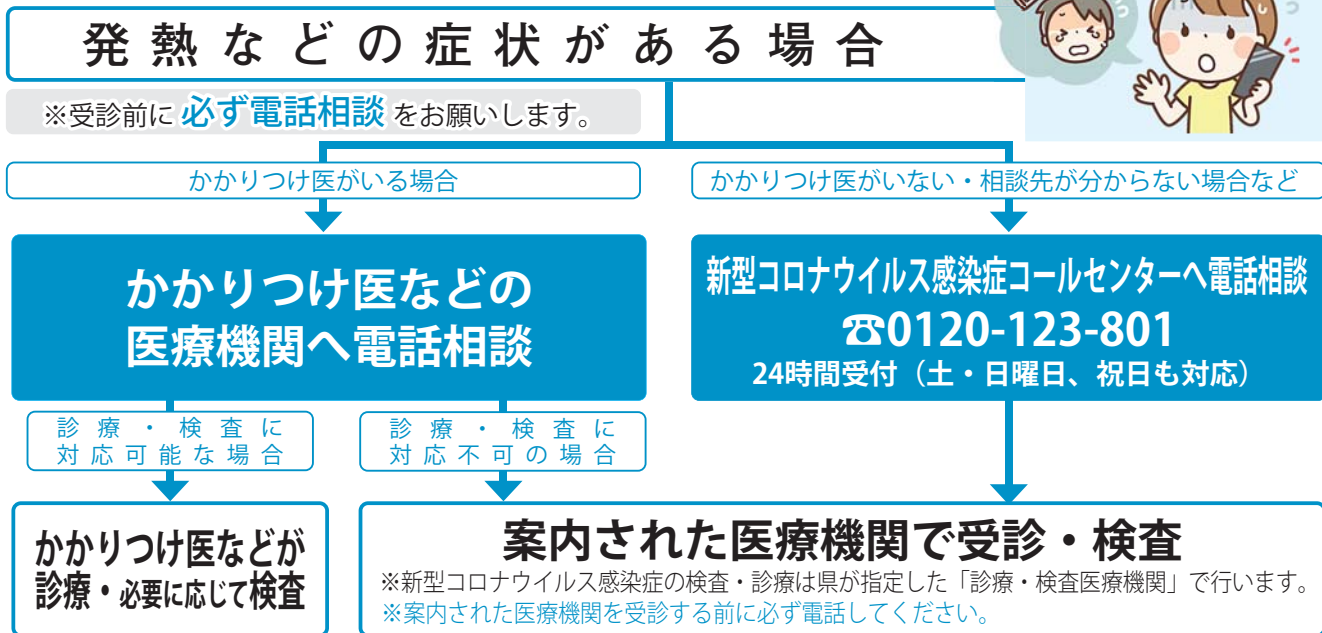 発熱などの症状がある場合
※受診前に必ず電話相談をお願いします。
かかりつけ医がいる場合
かかりつけ医がいない・相談先が分からない場合など
かかりつけ医などの
医療機関へ電話相談
新型コロナウイルス感染症コールセンターへ電話相談
☎0120-123-801
24時間受付（土・日曜日、祝日も対応）
診療・検査に
対応可能な場合
診療・検査に
対応不可の場合
かかりつけ医などが
診療・必要に応じて検査
案内された医療機関で受診・検査
※新型コロナウイルス感染症の検査・診療は県が指定した「診療・検査医療機関」で行います。
※案内された医療機関を受診する前に必ず電話してください。